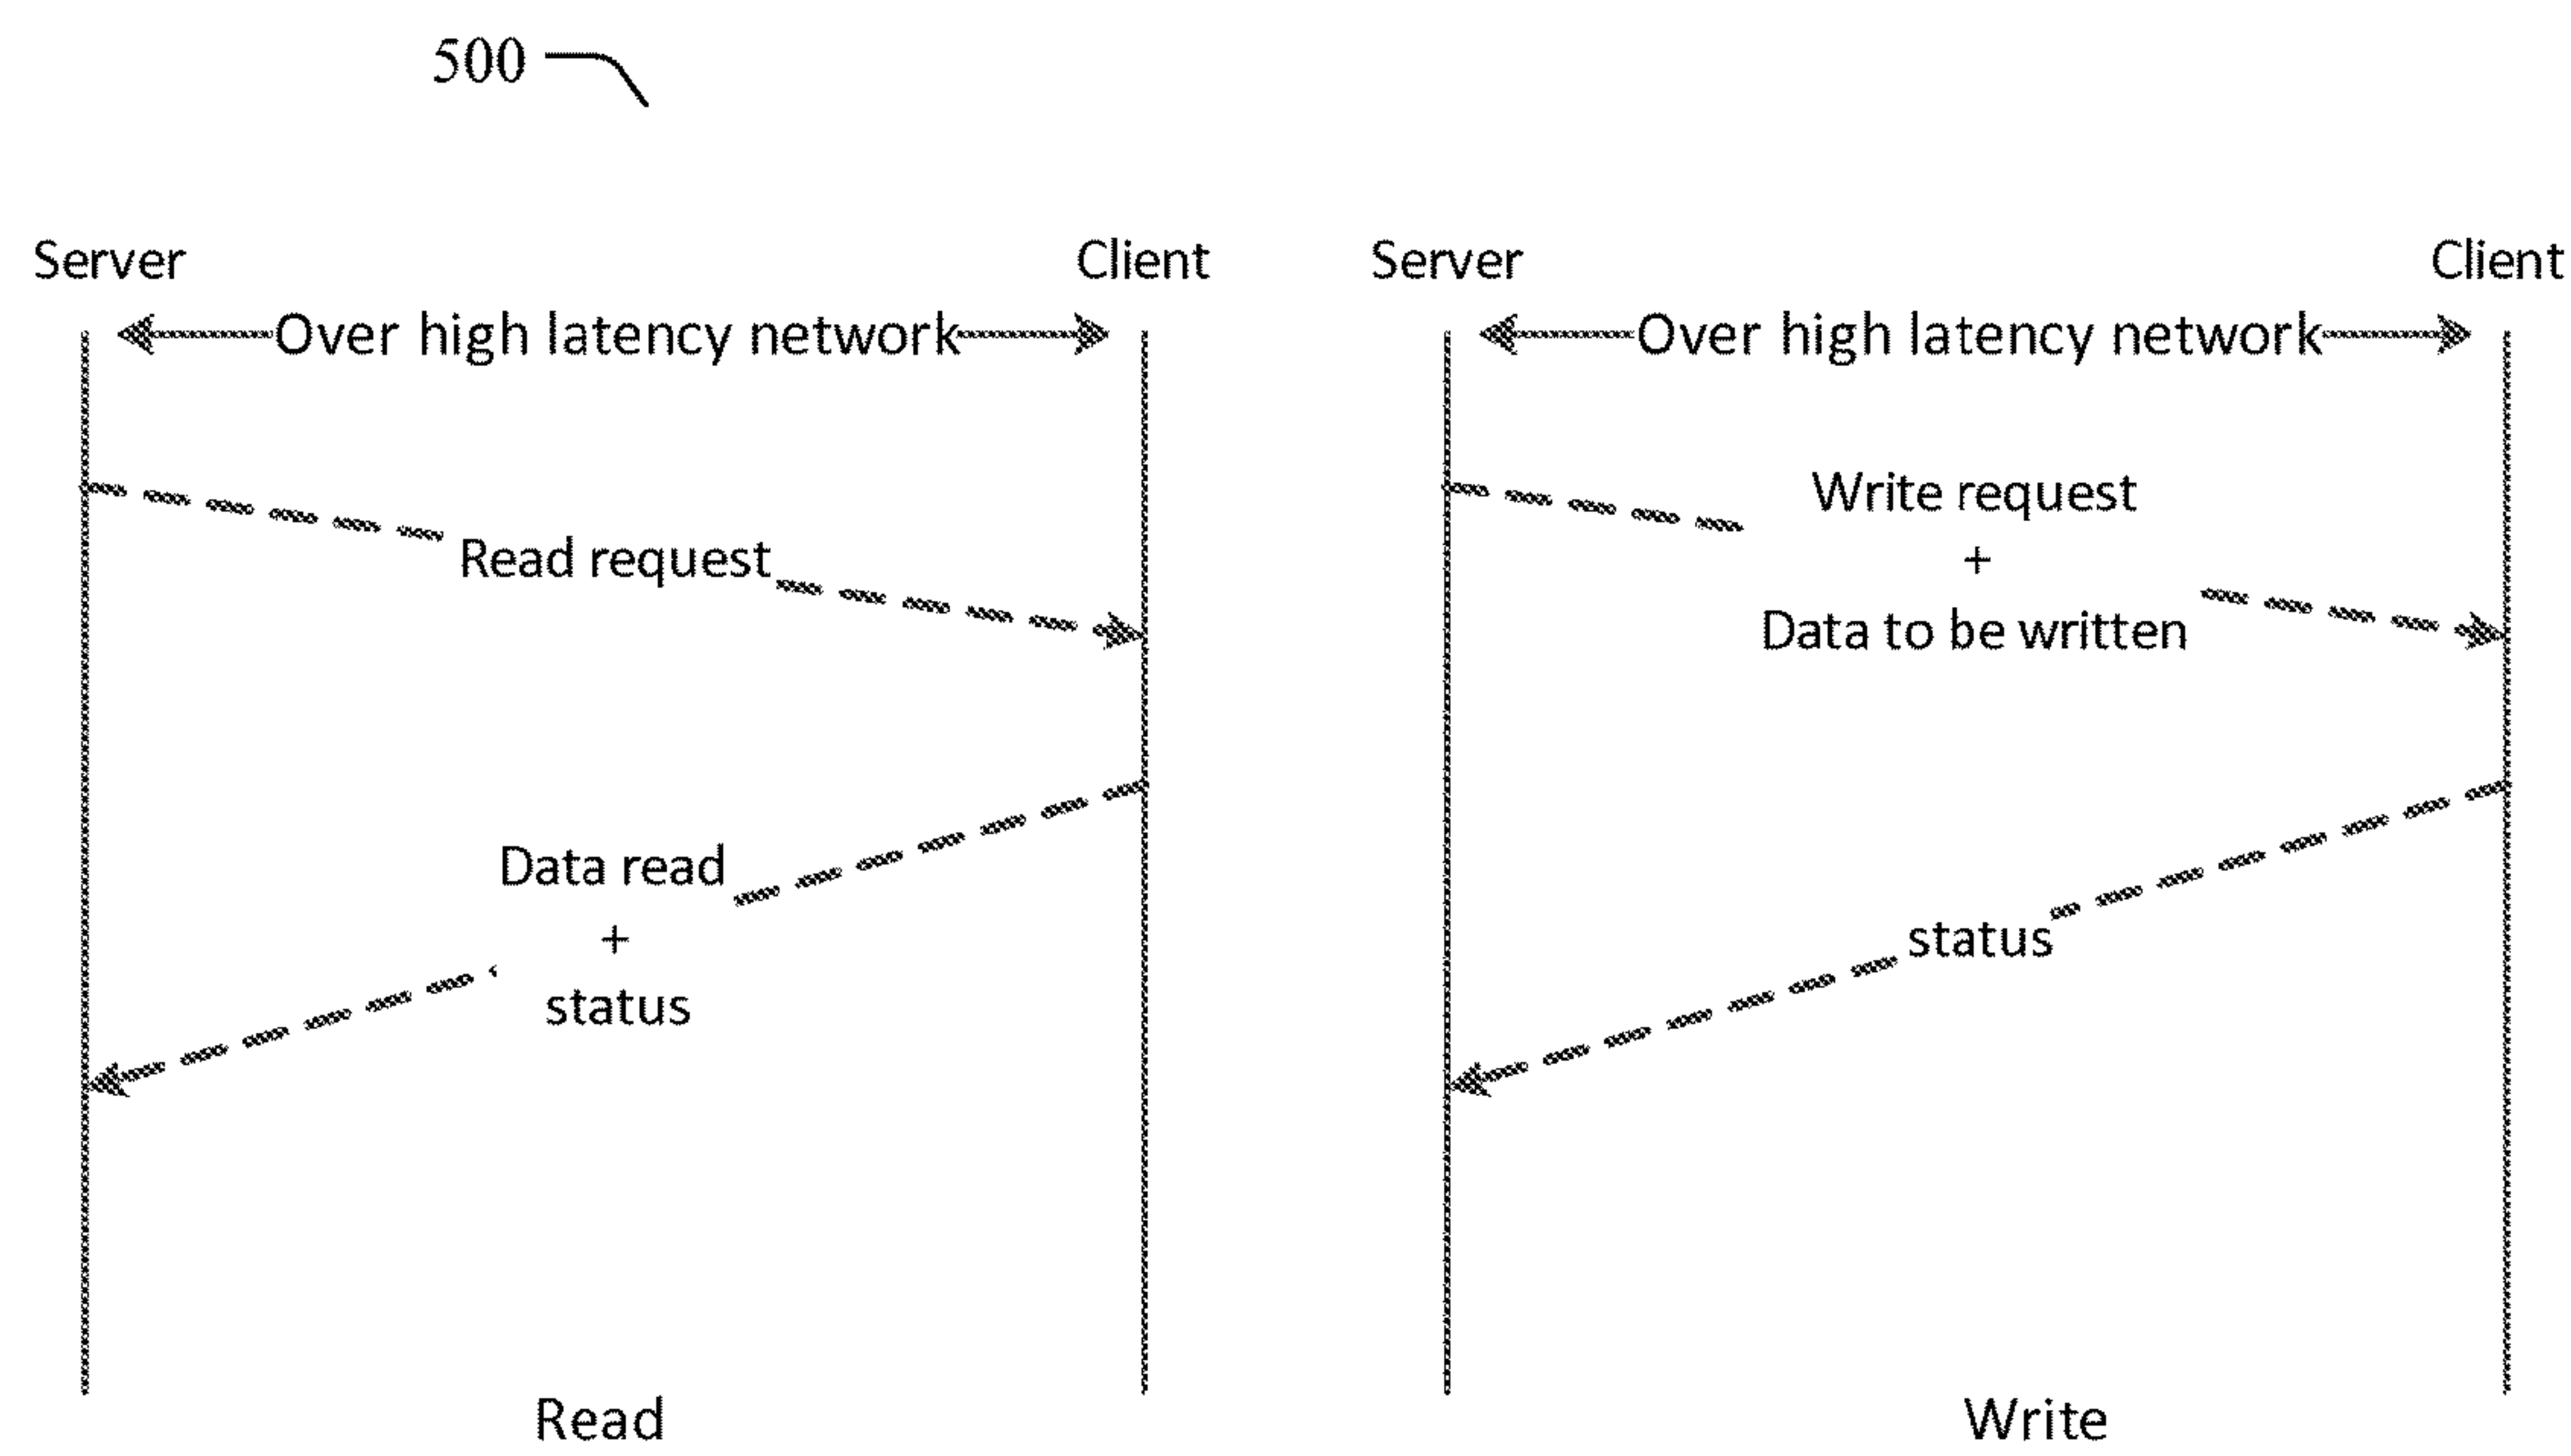 500
Server
Client
Over high latency network
Read request
Data read
+
status
Read
Server
Client
Over high latency network
Write request
+
Data to be written
status
Write